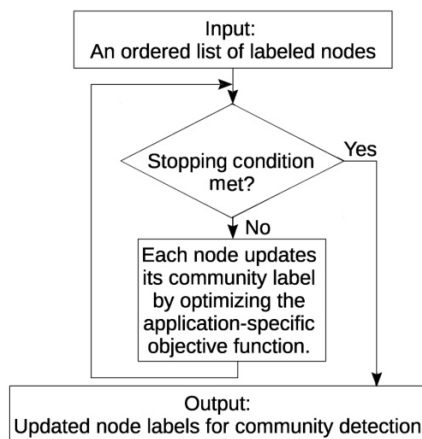 Input:
An ordered list of labeled nodes
Stopping condition
met?
Yes
No
Each node updates
its community label
by optimizing the
application-specific
objective function.
Output:
Updated node labels for community detection